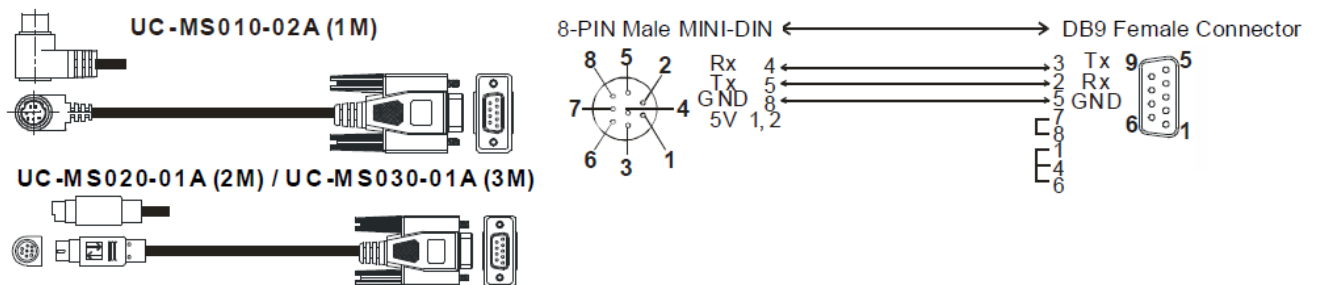 UC-MS010-02A (1M)
UC-MS020-01A (2M) / UC-MS030-01A (3M)
8-PIN Male MINI-DIN DB9 Female Connector
8 5 2
7 4
6 3 1
Rx 4 3 Tx
Tx 5 2 Rx
GND 8 5 GND
5V 1, 2
7
8
1
4
6
9 5
6 1